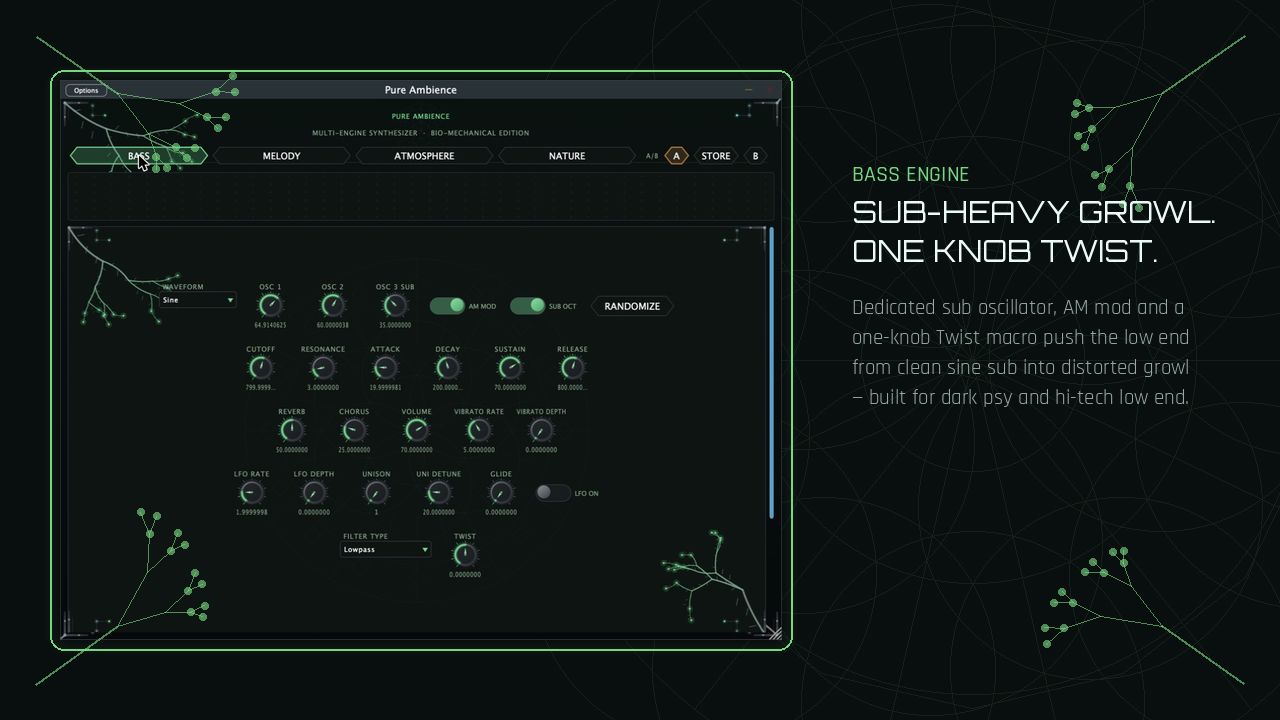 Options
Pure Ambience
PURE AMBIENCE
MULTI-ENGINE SYNTHESIZER · BIO-MECHANICAL EDITION
BASS MELODY ATMOSPHERE NATURE A/B A STORE B
WAVEFORM OSC 1 OSC 2 OSC 3 SUB
Sine AM MOD SUB OCT RANDOMIZE
64.9140625 60.0000038 35.0000000
CUTOFF RESONANCE ATTACK DECAY SUSTAIN RELEASE
799.9999... 3.0000000 19.9999981 200.0000... 70.0000000 800.0000...
REVERB CHORUS VOLUME VIBRATO RATE VIBRATO DEPTH
50.0000000 25.0000000 70.0000000 5.0000000 0.0000000
LFO RATE LFO DEPTH UNISON UNI DETUNE GLIDE
LFO ON
1.9999998 0.0000000 1 20.0000000 0.0000000
FILTER TYPE TWIST
Lowpass
0.0000000
BASS ENGINE
SUB-HEAVY GROWL.
ONE KNOB TWIST.
Dedicated sub oscillator, AM mod and a
one-knob Twist macro push the low end
from clean sine sub into distorted growl
– built for dark psy and hi-tech low end.